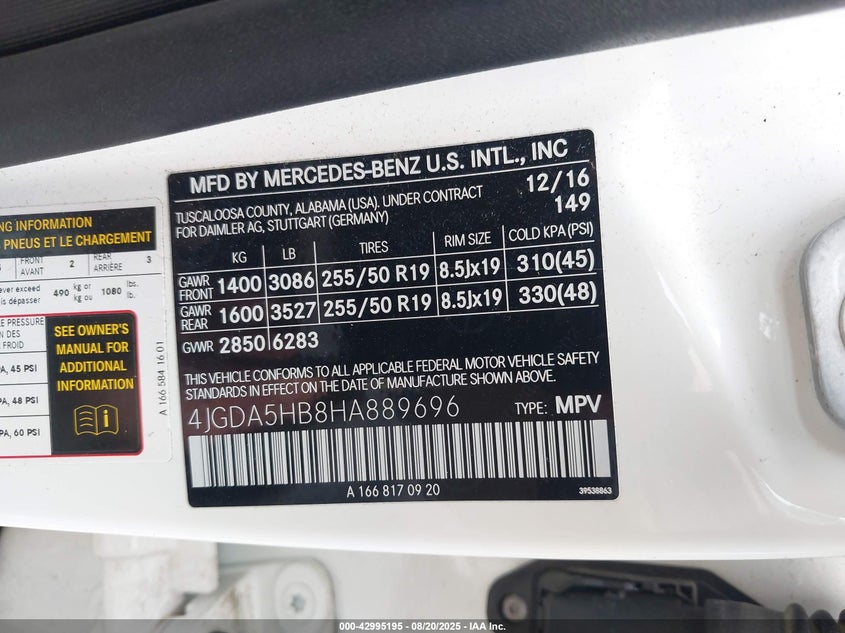 MFD BY MERCEDES-BENZ U.S. INTL., INC
TUSCALOOSA COUNTY, ALABAMA (USA). UNDER CONTRACT 12/16
FOR DAIMLER AG, STUTTGART (GERMANY) 149
KG LB TIRES RIM SIZE COLD KPA (PSI)
GAWR FRONT 1400 3086 255/50 R19 8.5Jx19 310(45)
GAWR REAR 1600 3527 255/50 R19 8.5Jx19 330(48)
GVWR 2850 6283
THIS VEHICLE CONFORMS TO ALL APPLICABLE FEDERAL MOTOR VEHICLE SAFETY
STANDARDS IN EFFECT ON THE DATE OF MANUFACTURE SHOWN ABOVE.
4JGDA5HB8HA889696 TYPE: MPV
A 166 817 09 20 39538863
INFORMATION
PNEUS ET LE CHARGEMENT
FRONT AVANT 2 REAR ARRIÈRE 3
ever exceed 490 kg or 1080 lbs.
dépasser kg ou lb.
PRESSURE
DES
FROID
45 PSI
48 PSI
60 PSI
SEE OWNER'S
MANUAL FOR
ADDITIONAL
INFORMATION
A 166 584 16 01
000-42995195 - 08/20/2025 - IAA Inc.